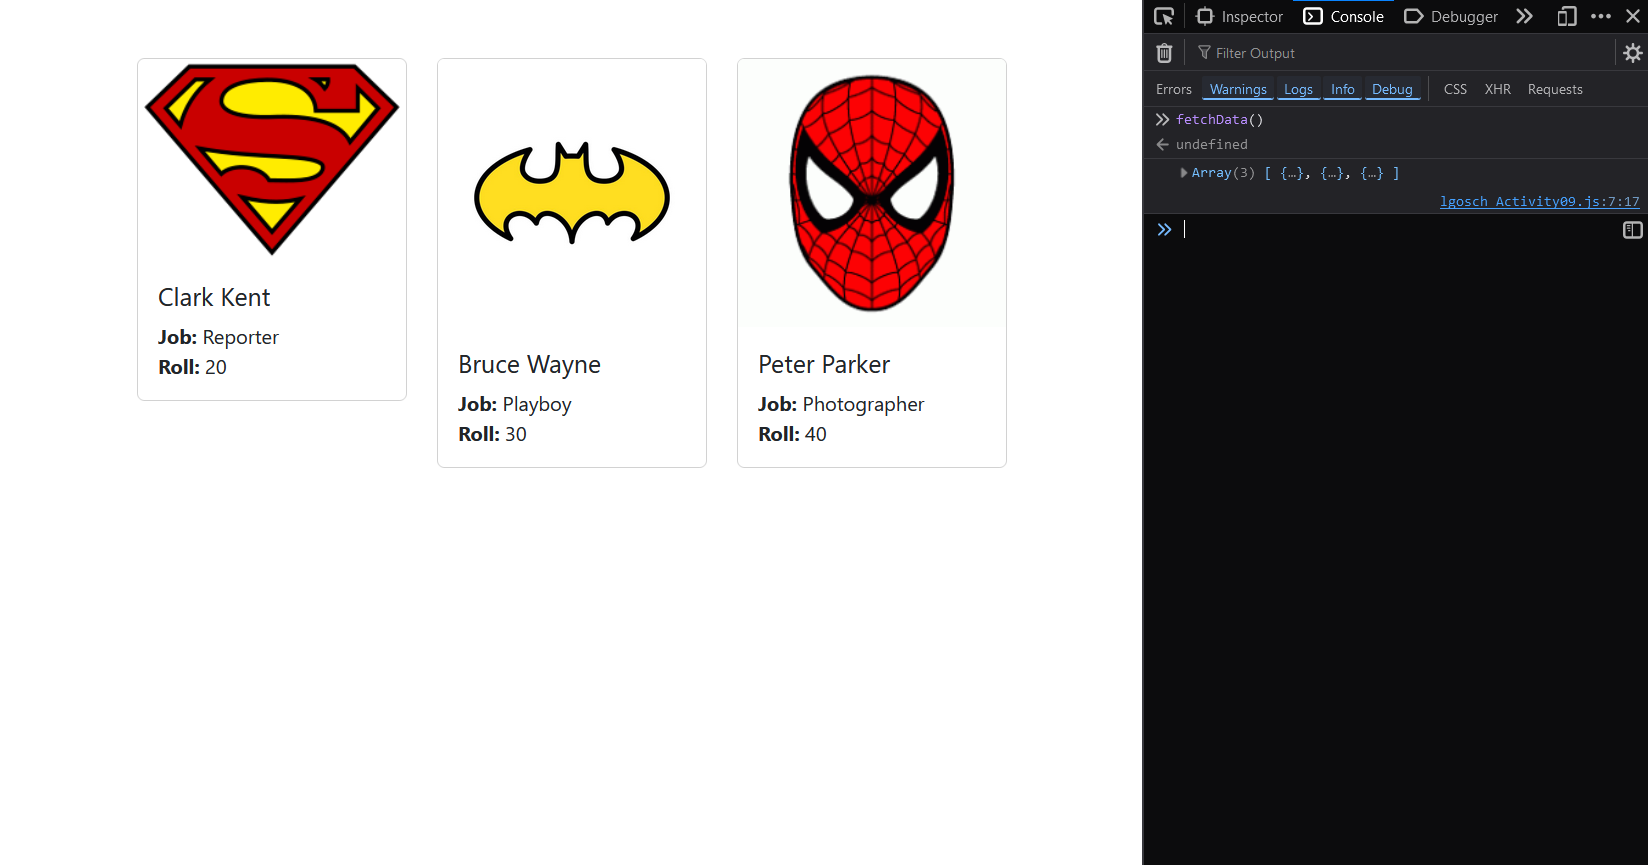 Clark Kent
Job: Reporter
Roll: 20
Bruce Wayne
Job: Playboy
Roll: 30
Peter Parker
Job: Photographer
Roll: 40
Inspector
Console
Debugger
Filter Output
Errors
Warnings
Logs
Info
Debug
CSS
XHR
Requests
fetchData()
undefined
Array(3) [ {…}, {…}, {…} ]
lgosch_Activity09.js:7:17